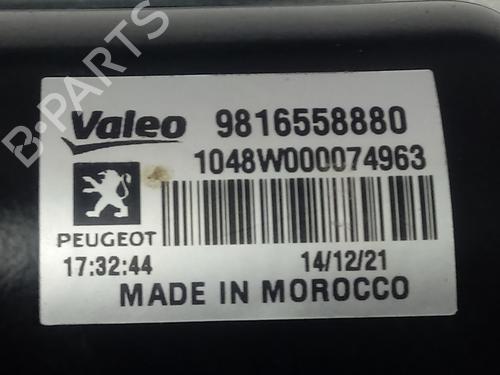 Valeo 9816558880
1048W000074963
PEUGEOT
17:32:44 14/12/21
MADE IN MOROCCO
B-PARTS